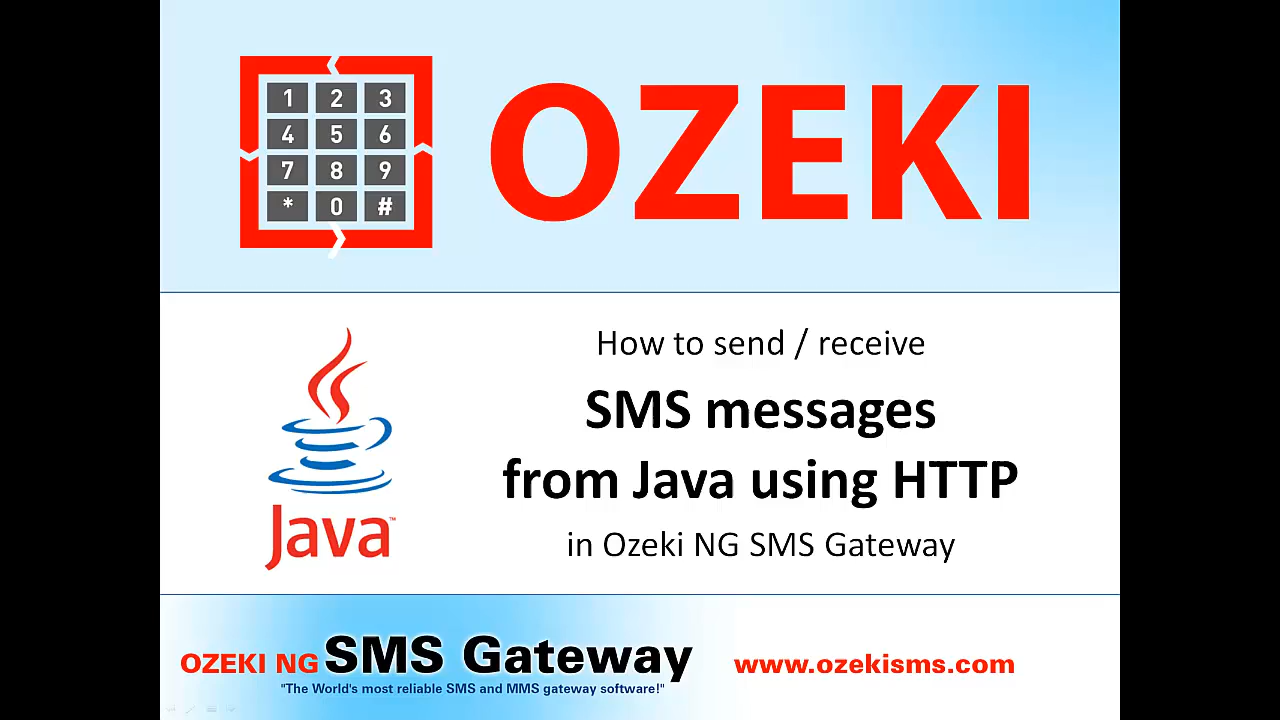 1 2 3
4 5 6
7 8 9
* 0 #
OZEKI
How to send / receive
SMS messages
from Java using HTTP
in Ozeki NG SMS Gateway
Java™
OZEKI NG SMS Gateway
"The World's most reliable SMS and MMS gateway software!"
www.ozekisms.com